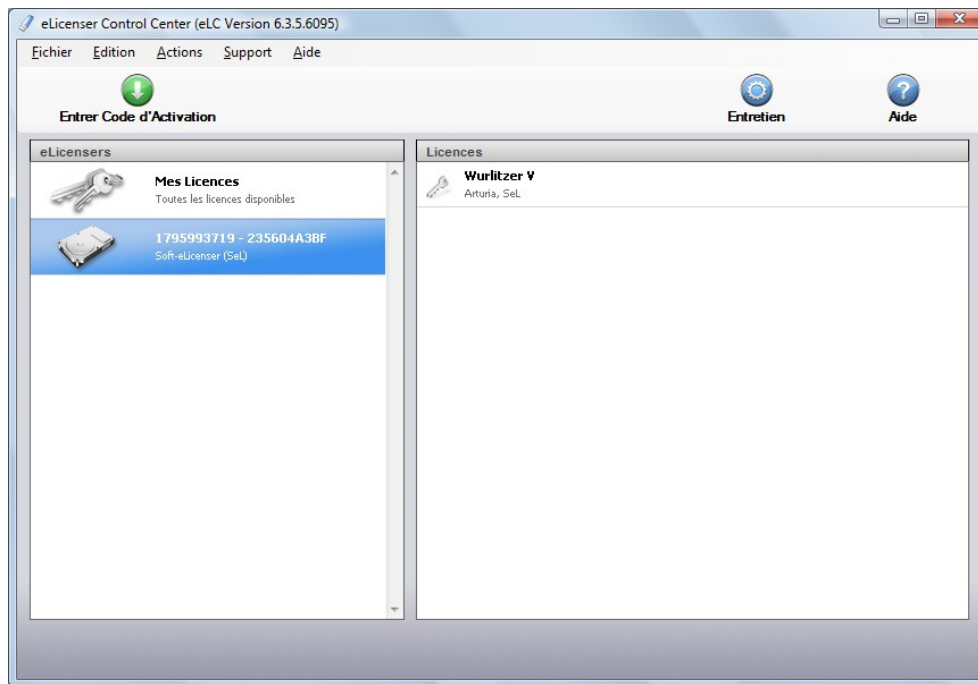 eLicenser Control Center (eLC Version 6.3.5.6095)
Fichier Edition Actions Support Aide
Entrer Code d'Activation
Entretien
Aide
eLicensers
Mes Licences
Toutes les licences disponibles
1795993719 - 235604A3BF
Soft-eLicenser (SeL)
Licences
Wurlitzer V
Arturia, SeL